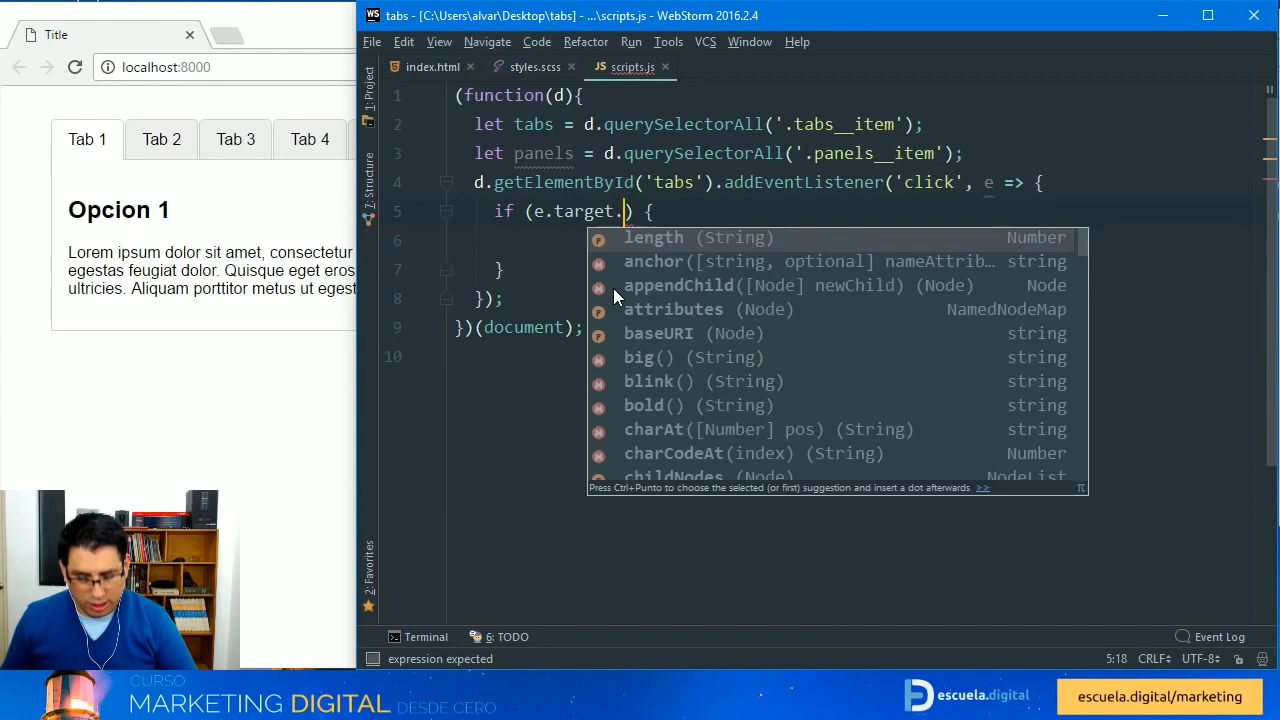 Title
localhost:8000
Tab 1
Tab 2
Tab 3
Tab 4
Opcion 1
Lorem ipsum dolor sit amet, consectetur
egestas feugiat dolor. Quisque eget eros
ultricies. Aliquam porttitor metus ut egest
WS tabs - [C:\Users\alvar\Desktop\tabs] - ...\scripts.js - WebStorm 2016.2.4
File Edit View Navigate Code Refactor Run Tools VCS Window Help
index.html
styles.scss
JS scripts.js
1: Project
7: Structure
2: Favorites
1 (function(d){
2 let tabs = d.querySelectorAll('.tabs__item');
3 let panels = d.querySelectorAll('.panels__item');
4 d.getElementById('tabs').addEventListener('click', e => {
5 if (e.target.) {
6
7 }
8 });
9 })(document);
10
length (String) Number
anchor([string, optional] nameAttrib... string
appendChild([Node] newChild) (Node) Node
attributes (Node) NamedNodeMap
baseURI (Node) string
big() (String) string
blink() (String) string
bold() (String) string
charAt([Number] pos) (String) string
charCodeAt(index) (String) Number
childNodes (Node) NodeList
Press Ctrl+Punto to choose the selected (or first) suggestion and insert a dot afterwards >> π
Terminal
6: TODO
Event Log
expression expected
5:18 CRLF UTF-8
CURSO
MARKETING DIGITAL DESDE CERO
escuela.digital
escuela.digital/marketing